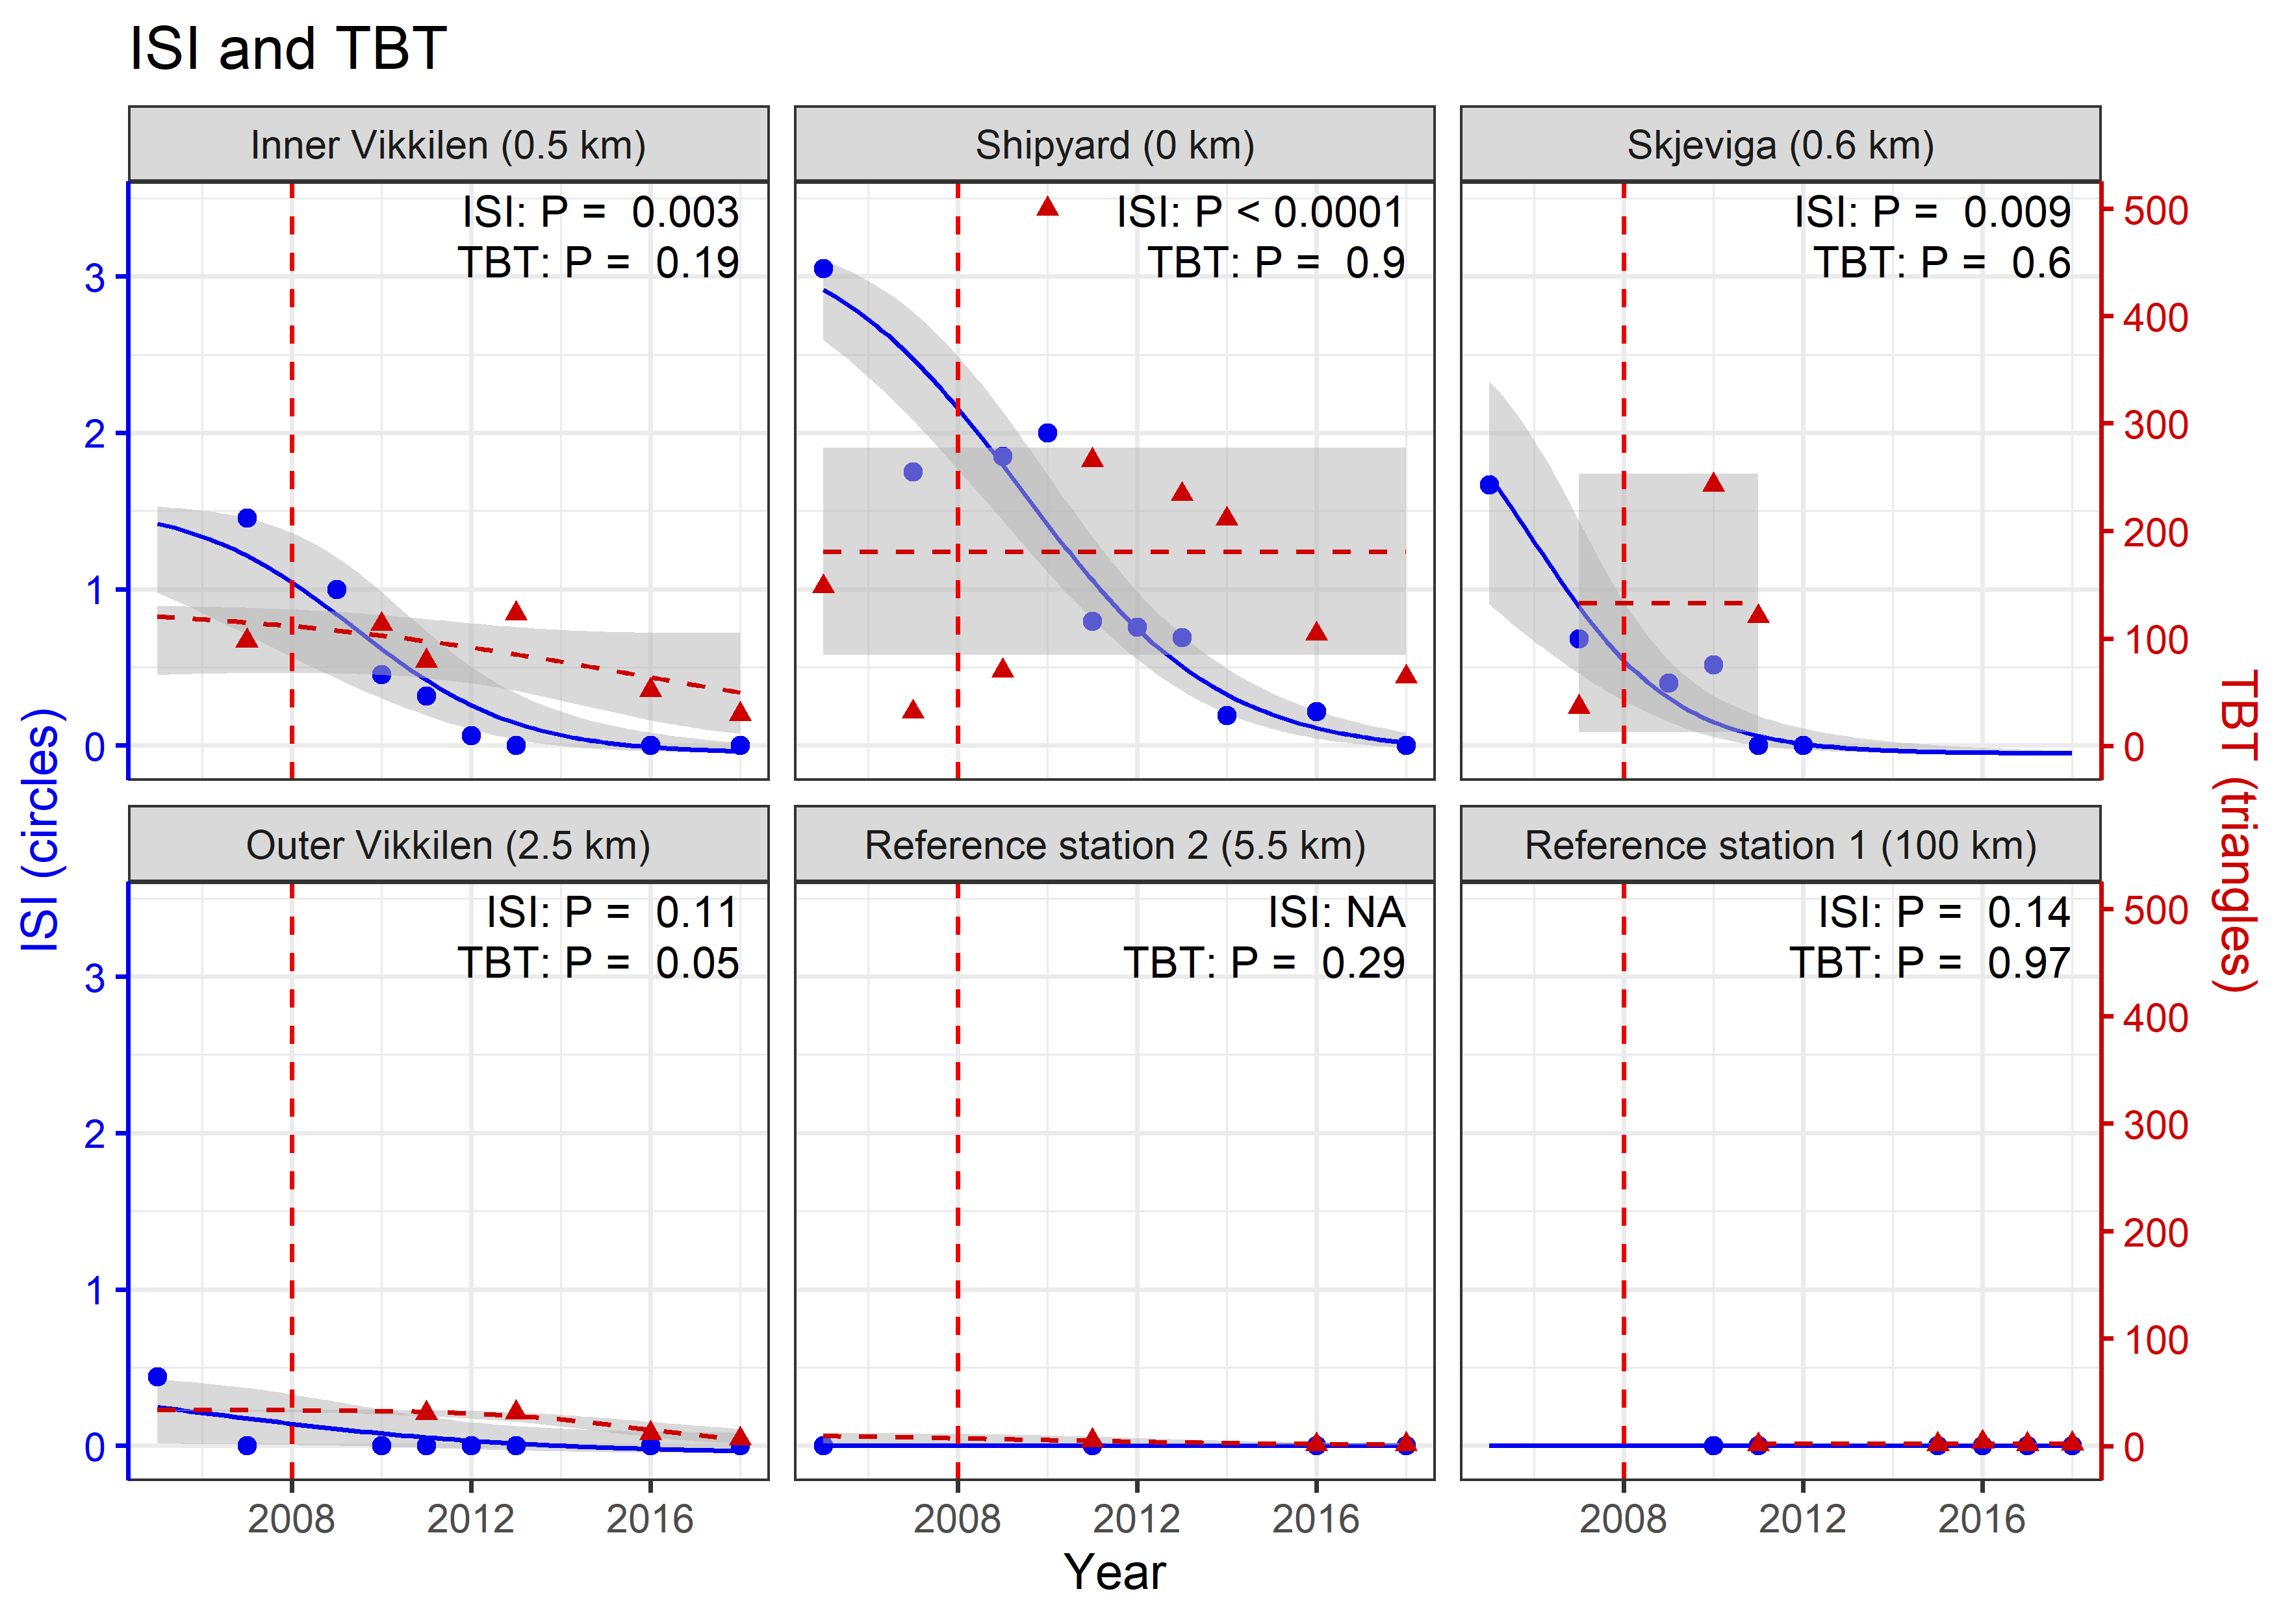 ISI and TBT
Inner Vikkilen (0.5 km)
ISI: P =  0.003
TBT: P =  0.19
Shipyard (0 km)
ISI: P < 0.0001
TBT: P =  0.9
Skjeviga (0.6 km)
ISI: P =  0.009
TBT: P =  0.6
3
2
1
0
500
400
300
200
100
0
Outer Vikkilen (2.5 km)
ISI: P =  0.11
TBT: P =  0.05
Reference station 2 (5.5 km)
ISI: NA
TBT: P =  0.29
Reference station 1 (100 km)
ISI: P =  0.14
TBT: P =  0.97
3
2
1
0
500
400
300
200
100
0
ISI (circles)
TBT (triangles)
2008 2012 2016
2008 2012 2016
2008 2012 2016
Year